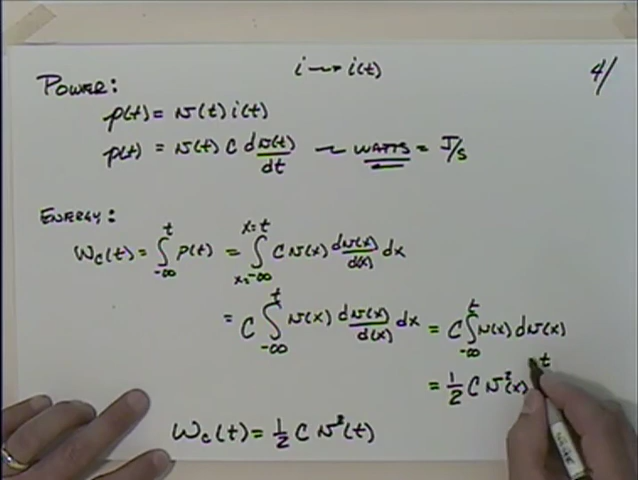 i → i(t)
4/
Power:
p(t) = v(t) i(t)
p(t) = v(t) C dv(t)/dt ~ WATTS = J/s
ENERGY:
Wc(t) = ∫_{-∞}^{t} p(t) = ∫_{x=-∞}^{x=t} C v(x) dv(x)/d(x) dx
= C ∫_{-∞}^{t} v(x) dv(x)/d(x) dx = C ∫_{-∞}^{t} v(x) dv(x)
= 1/2 C v²(x) t
Wc(t) = 1/2 C v²(t)